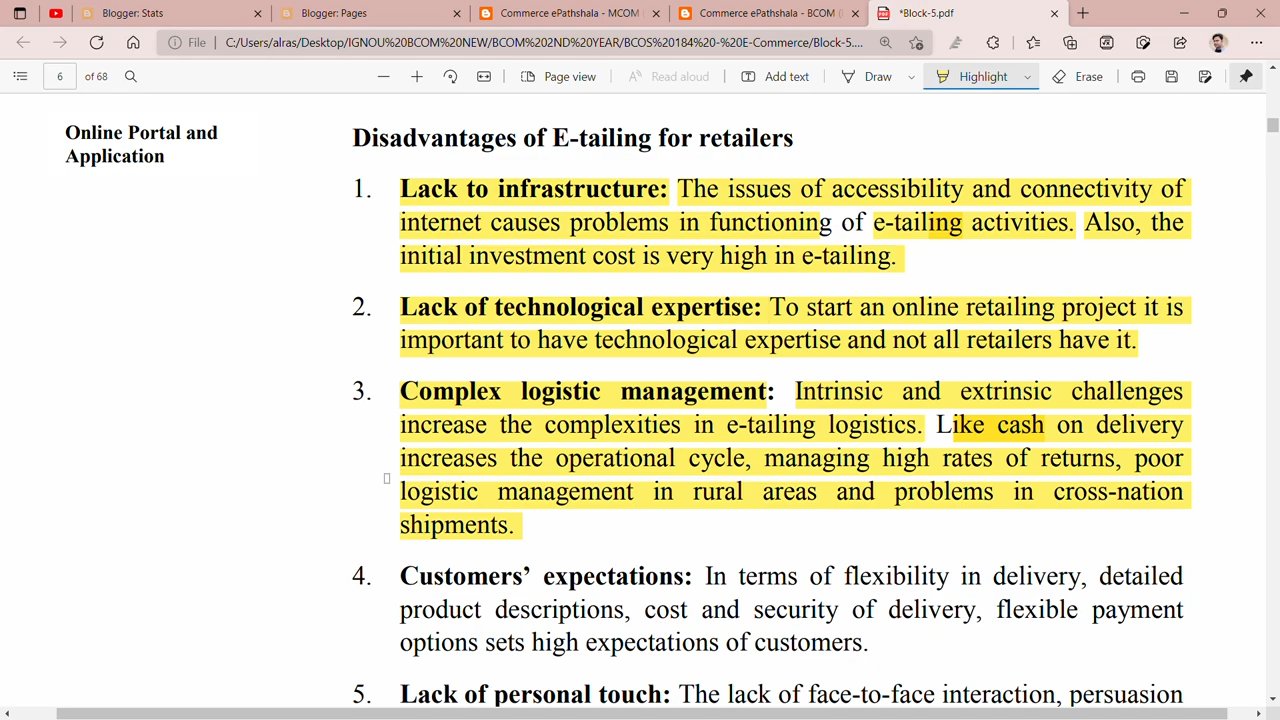 Blogger: Stats
Blogger: Pages
Commerce ePathshala - MCOM
Commerce ePathshala - BCOM
*Block-5.pdf
File
C:/Users/alras/Desktop/IGNOU%20BCOM%20NEW/BCOM%202ND%20YEAR/BCOS%20184%20-%20E-Commerce/Block-5....
6 of 68
Page view
Read aloud
Add text
Draw
Highlight
Erase
Online Portal and
Application
Disadvantages of E-tailing for retailers
1. Lack to infrastructure: The issues of accessibility and connectivity of
internet causes problems in functioning of e-tailing activities. Also, the
initial investment cost is very high in e-tailing.
2. Lack of technological expertise: To start an online retailing project it is
important to have technological expertise and not all retailers have it.
3. Complex logistic management: Intrinsic and extrinsic challenges
increase the complexities in e-tailing logistics. Like cash on delivery
increases the operational cycle, managing high rates of returns, poor
logistic management in rural areas and problems in cross-nation
shipments.
4. Customers’ expectations: In terms of flexibility in delivery, detailed
product descriptions, cost and security of delivery, flexible payment
options sets high expectations of customers.
5. Lack of personal touch: The lack of face-to-face interaction, persuasion